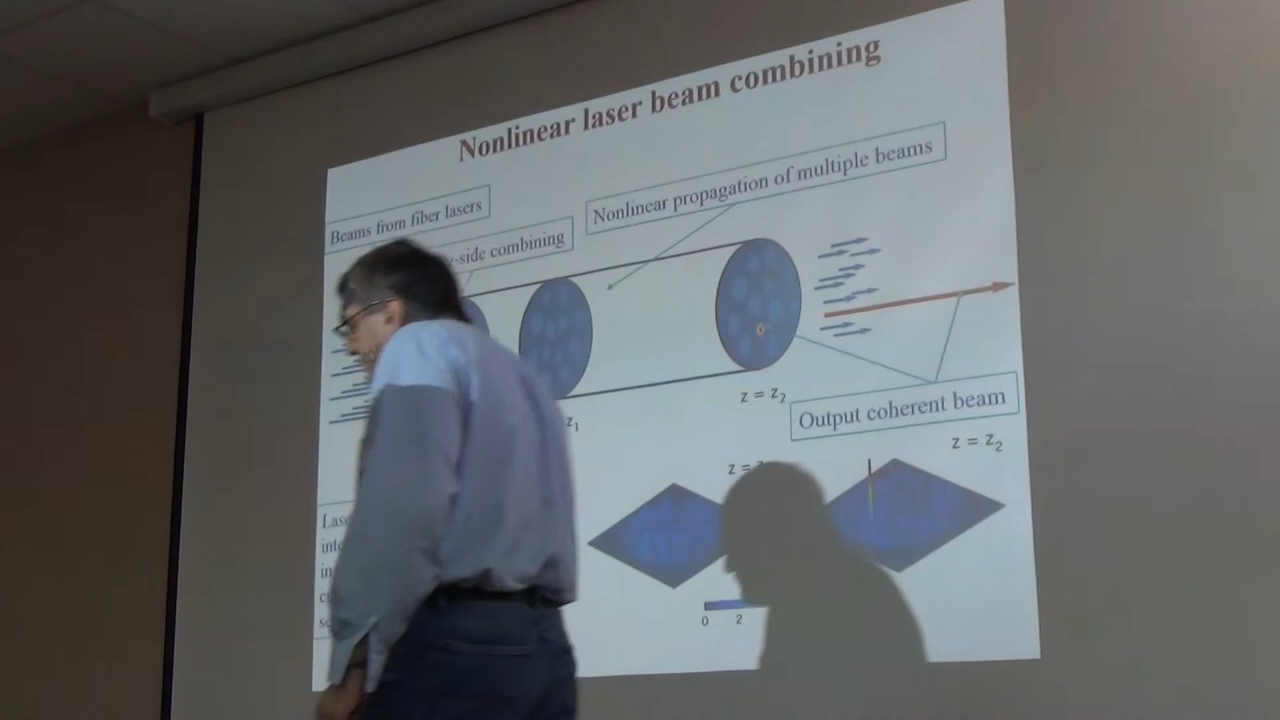 Nonlinear laser beam combining
Nonlinear propagation of multiple beams
Beams from fiber lasers
-side combining
z = z2
z1
Output coherent beam
z =
z = z2
0 2